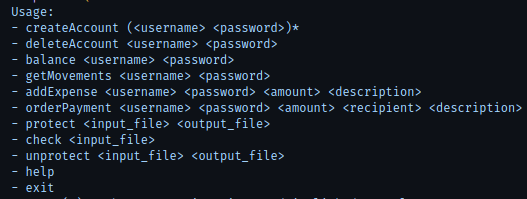 Usage:
- createAccount (<username> <password>)*
- deleteAccount <username> <password>
- balance <username> <password>
- getMovements <username> <password>
- addExpense <username> <password> <amount> <description>
- orderPayment <username> <password> <amount> <recipient> <description>
- protect <input_file> <output_file>
- check <input_file>
- unprotect <input_file> <output_file>
- help
- exit